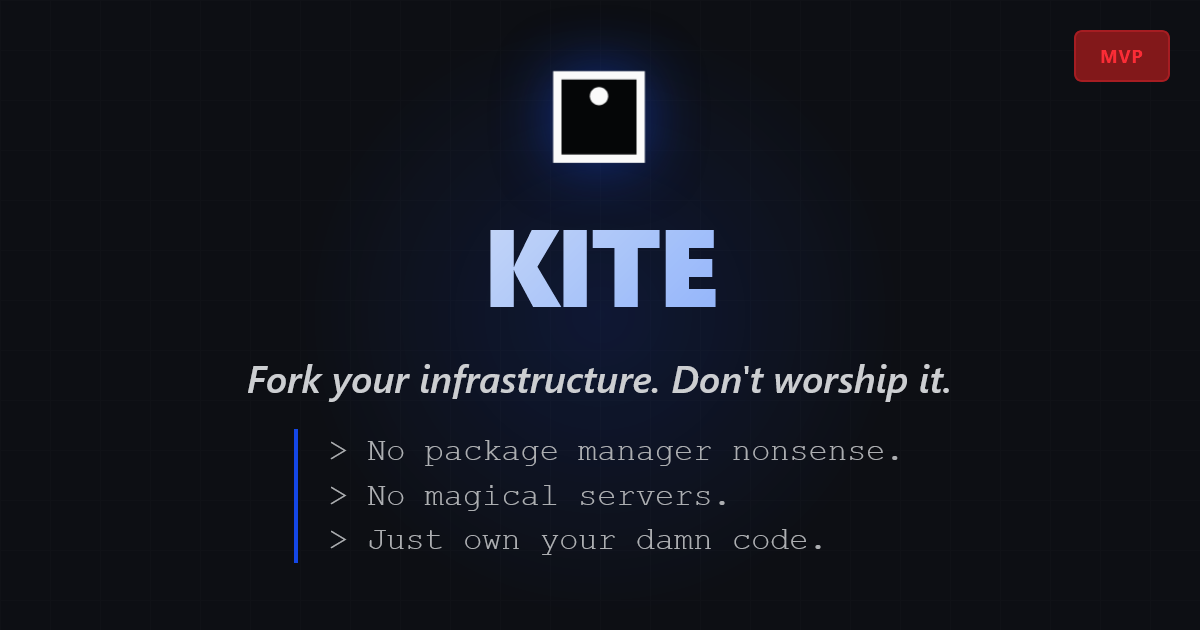 MVP
KITE
Fork your infrastructure. Don't worship it.
> No package manager nonsense.
> No magical servers.
> Just own your damn code.